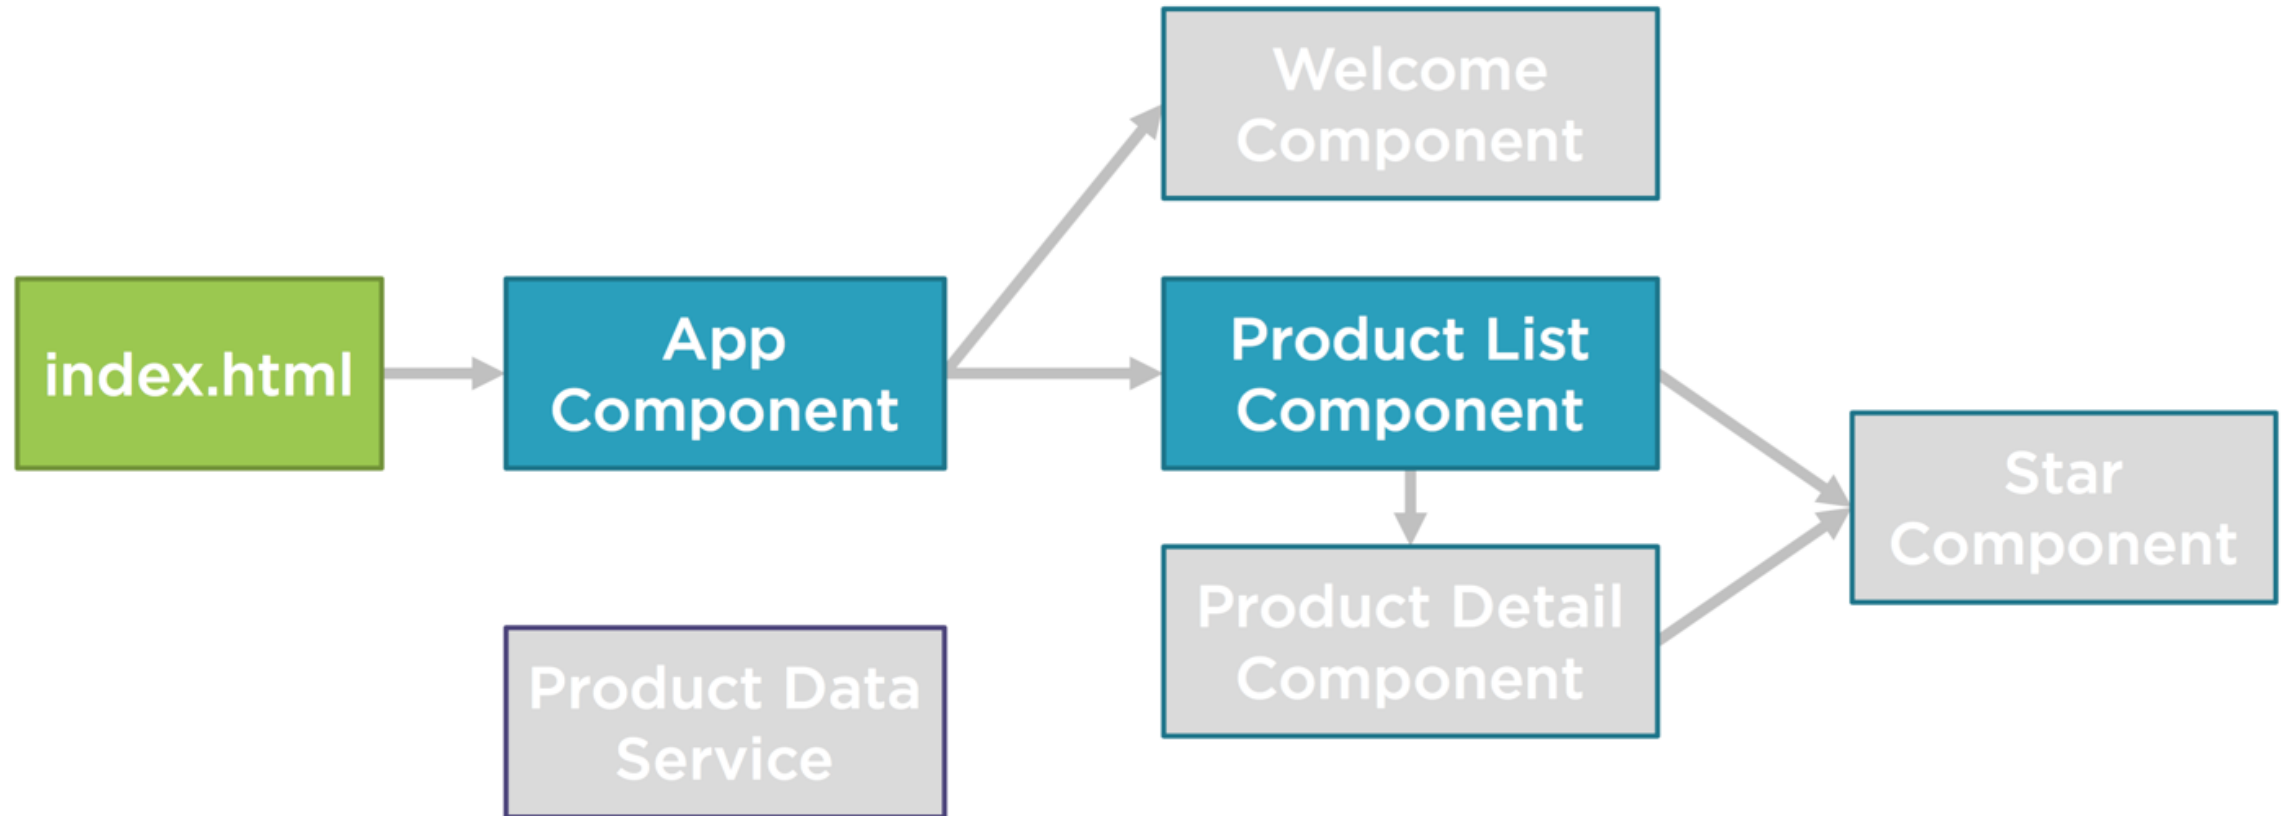 Welcome
Component
index.html
App
Component
Product List
Component
Star
Component
Product Detail
Component
Product Data
Service